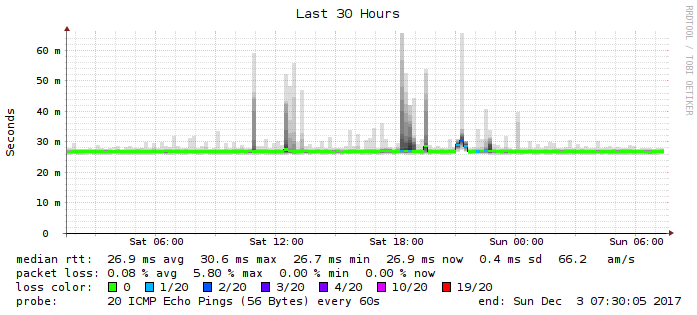 Last 30 Hours
RRDTOOL / TOBI OETIKER
Seconds
60 m
50 m
40 m
30 m
20 m
10 m
0
Sat 06:00 Sat 12:00 Sat 18:00 Sun 00:00 Sun 06:00
median rtt: 26.9 ms avg 30.6 ms max 26.7 ms min 26.9 ms now 0.4 ms sd 66.2 am/s
packet loss: 0.08 % avg 5.80 % max 0.00 % min 0.00 % now
loss color: 0 1/20 2/20 3/20 4/20 10/20 19/20
probe: 20 ICMP Echo Pings (56 Bytes) every 60s end: Sun Dec 3 07:30:05 2017